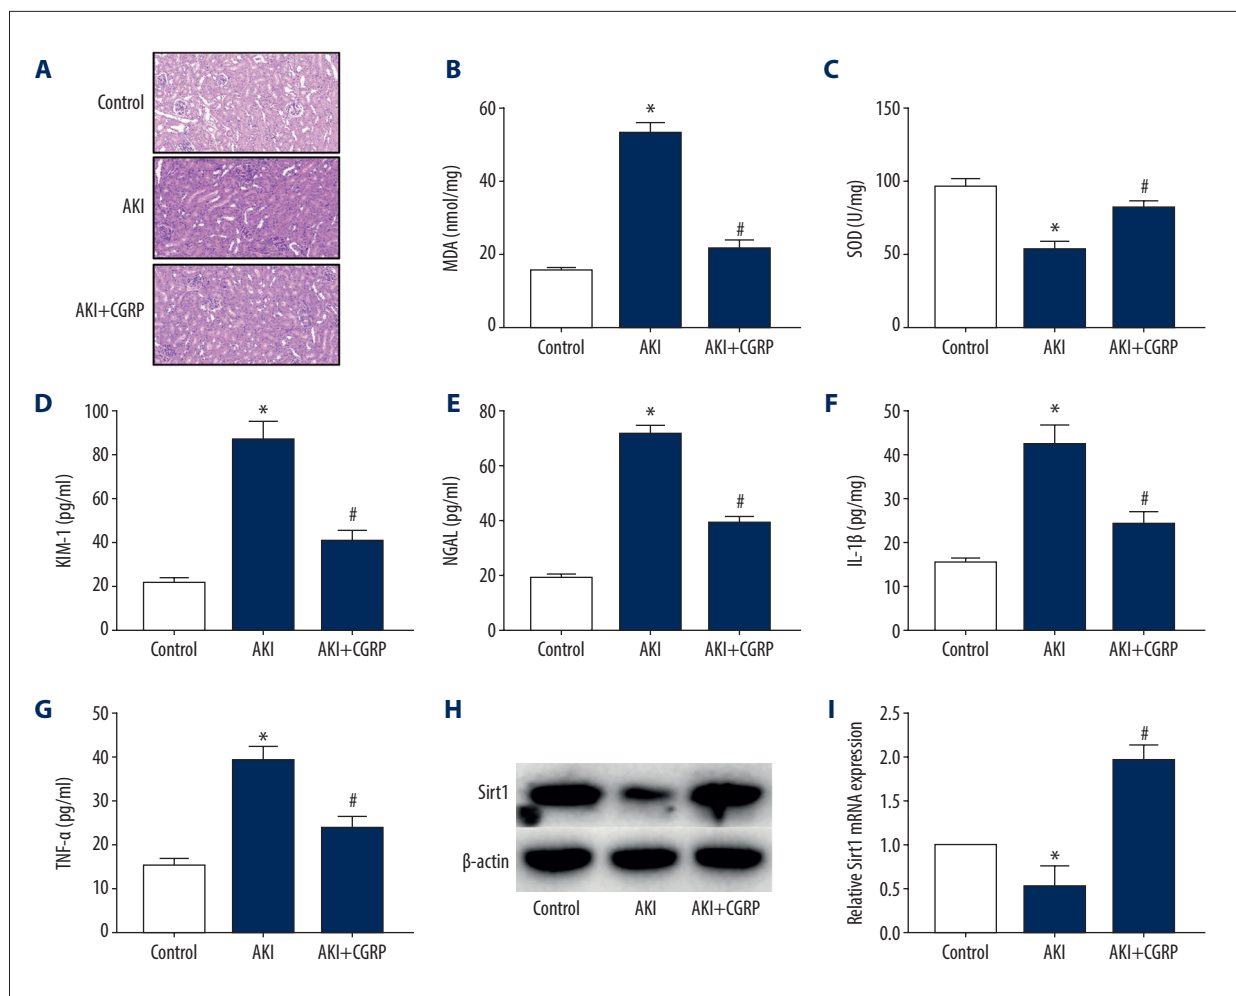 A
Control
AKI
AKI+CGRP
B
MDA (nmol/mg)
60
40
20
0
*
#
Control AKI AKI+CGRP
C
SOD (U/mg)
150
100
50
0
*
#
Control AKI AKI+CGRP
D
KIM-1 (pg/ml)
100
80
60
40
20
0
*
#
Control AKI AKI+CGRP
E
NGAL (pg/ml)
80
60
40
20
0
*
#
Control AKI AKI+CGRP
F
IL-1β (pg/mg)
50
40
30
20
10
0
*
#
Control AKI AKI+CGRP
G
TNF-α (pg/ml)
50
40
30
20
10
0
*
#
Control AKI AKI+CGRP
H
Sirt1
β-actin
Control AKI AKI+CGRP
I
Relative Sirt1 mRNA expression
2.5
2.0
1.5
1.0
0.5
0.0
*
#
Control AKI AKI+CGRP